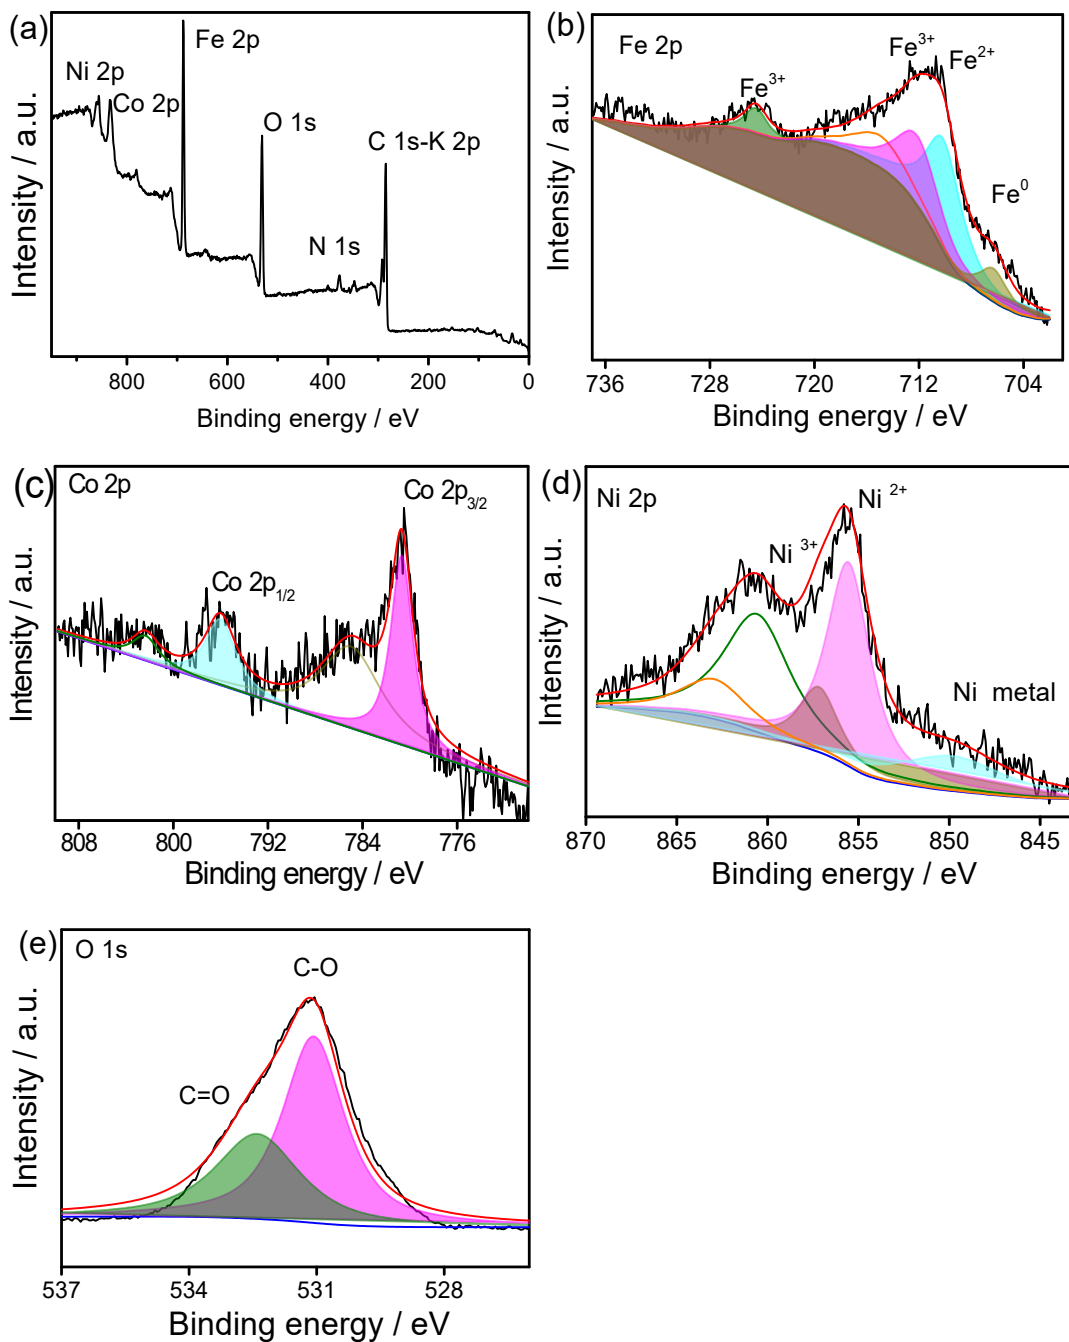 (a)
Fe 2p
Ni 2p
Co 2p
O 1s
C 1s-K 2p
N 1s
Intensity / a.u.
800 600 400 200 0
Binding energy / eV
(b)
Fe 2p
Fe³⁺
Fe³⁺
Fe²⁺
Fe⁰
Intensity / a.u.
736 728 720 712 704
Binding energy / eV
(c)
Co 2p
Co 2p₃/₂
Co 2p₁/₂
Intensity / a.u.
808 800 792 784 776
Binding energy / eV
(d)
Ni 2p
Ni ²⁺
Ni ³⁺
Ni metal
Intensity / a.u.
870 865 860 855 850 845
Binding energy / eV
(e)
O 1s
C-O
C=O
Intensity / a.u.
537 534 531 528
Binding energy / eV